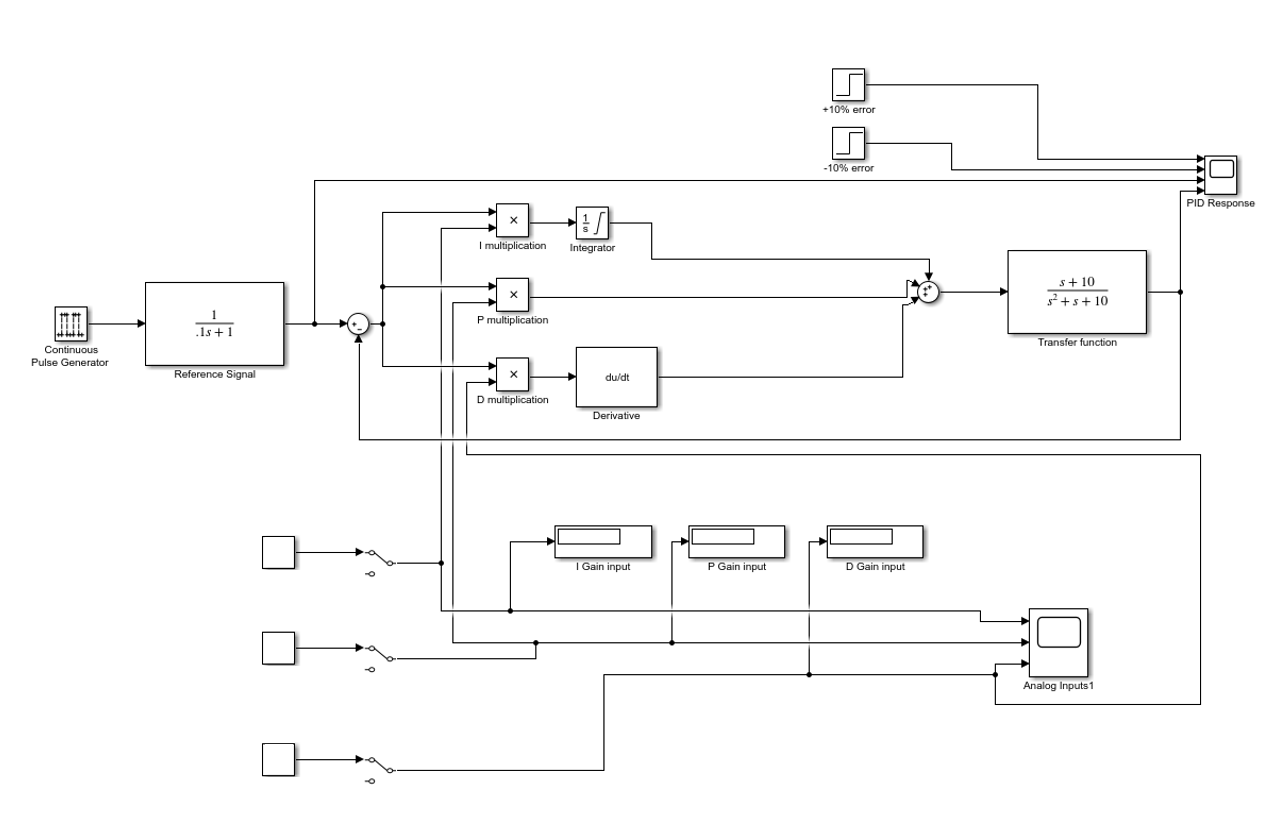 +10% error
-10% error
PID Response
×
I multiplication
1
s
Integrator
×
P multiplication
s + 10
s² + s + 10
Transfer function
Continuous
Pulse Generator
1
.1s + 1
Reference Signal
+
−
+
+
+
×
D multiplication
du/dt
Derivative
I Gain input
P Gain input
D Gain input
Analog Inputs1